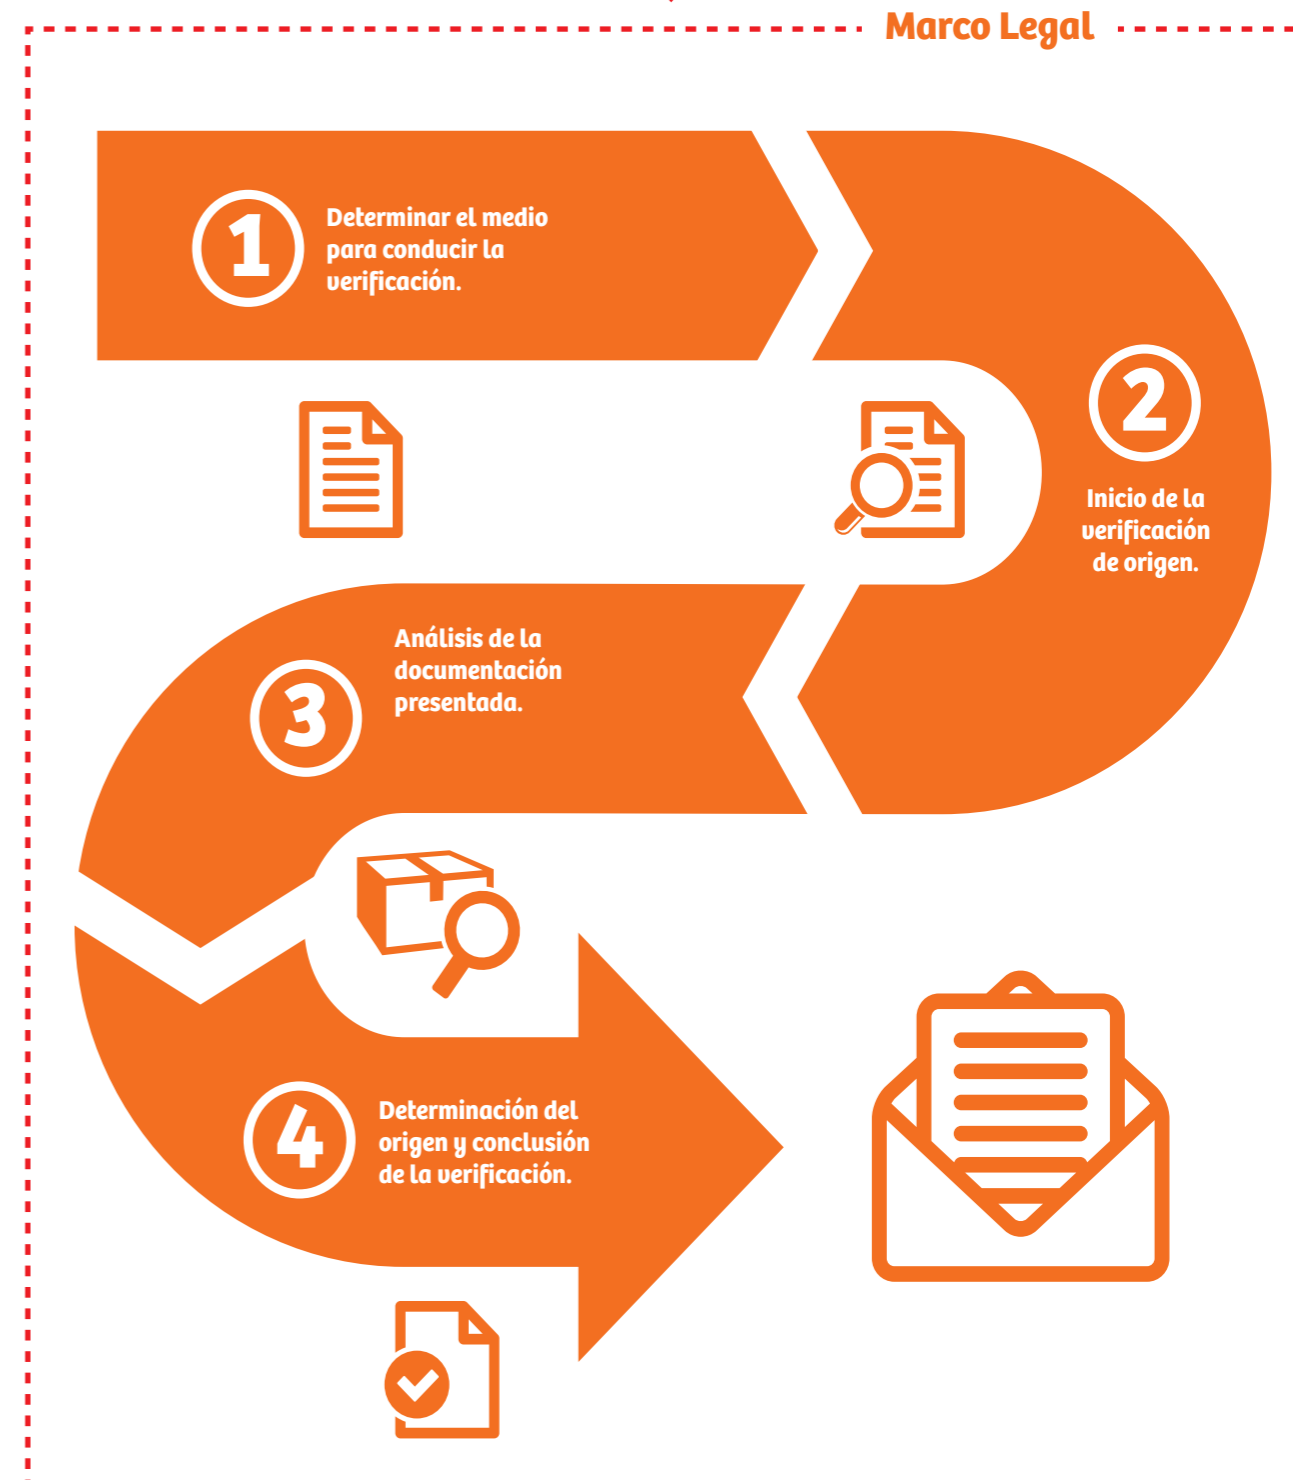 Marco Legal
1
Determinar el medio
para conducir la
verificación.
2
Inicio de la
verificación
de origen.
3
Análisis de la
documentación
presentada.
4
Determinación del
origen y conclusión
de la verificación.